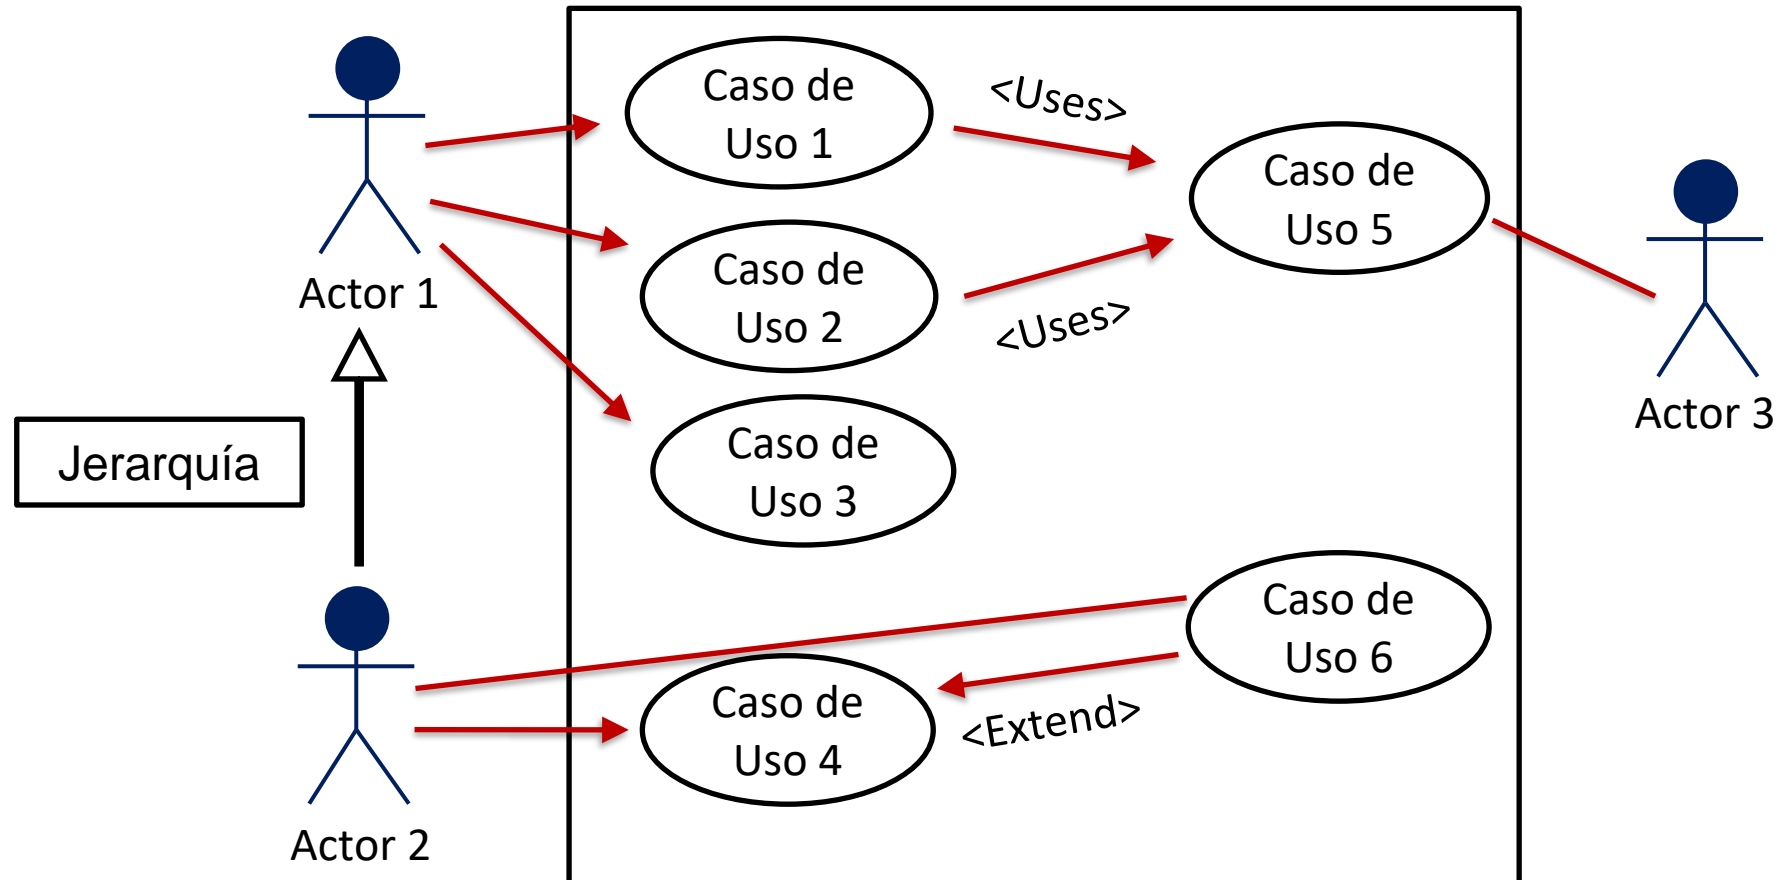 Caso de
Uso 1
<Uses>
Caso de
Uso 5
Actor 1
Caso de
Uso 2
<Uses>
Actor 3
Jerarquía
Caso de
Uso 3
Caso de
Uso 6
Caso de
Uso 4
<Extend>
Actor 2